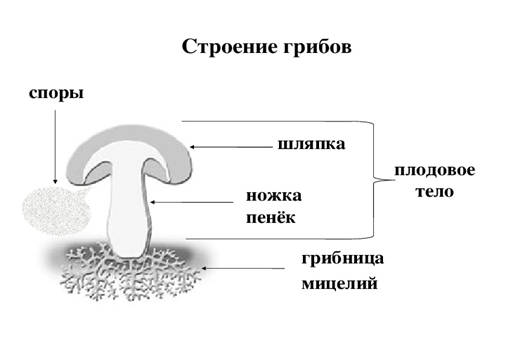 Строение грибов
споры
шляпка
плодовое
тело
ножка
пенёк
грибница
мицелий